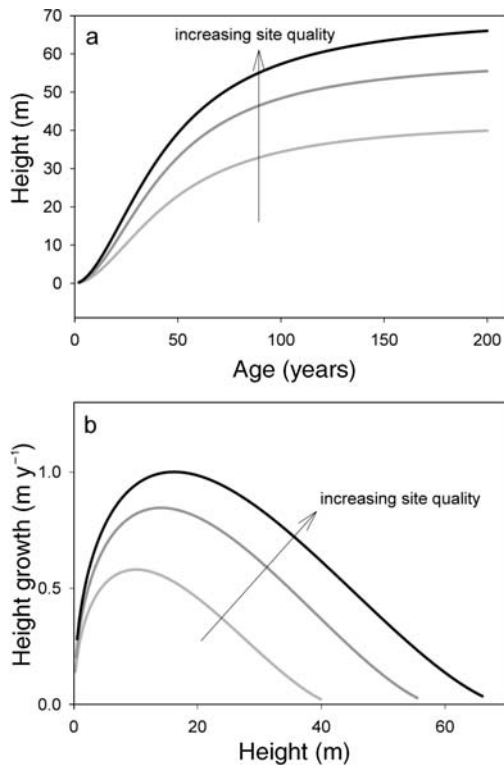 a
increasing site quality
70
60
50
40
30
20
10
0
Height (m)
0 50 100 150 200
Age (years)
b
increasing site quality
1.0
0.5
0.0
Height growth (m y⁻¹)
0 20 40 60
Height (m)